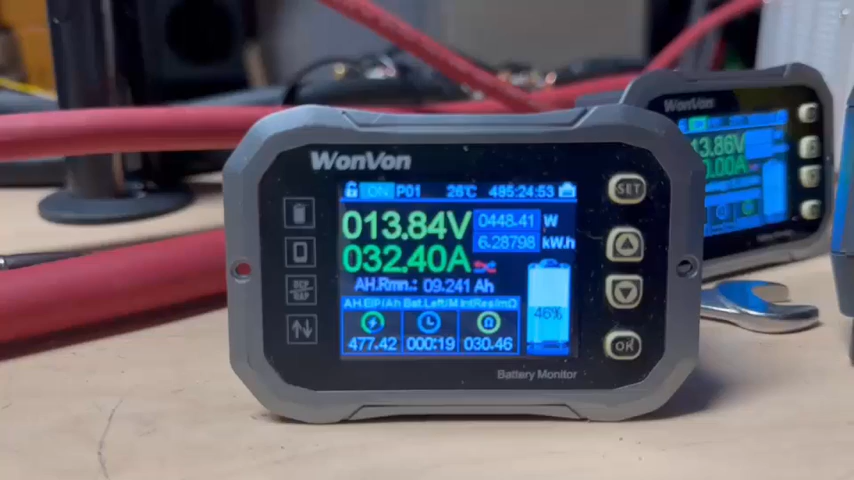 WonVon
ON P01 26℃ 485:24:53
013.84V 0448.41 W
032.40A 6.28798 kW.h
AH.Rmn.: 09.241 Ah
46%
AH.ElP/Ah Bat.Left/M IntRes/mΩ
Ω
477.42 000:19 030.46
Battery Monitor
SET
OK
WonVon
13.86V
0.00A